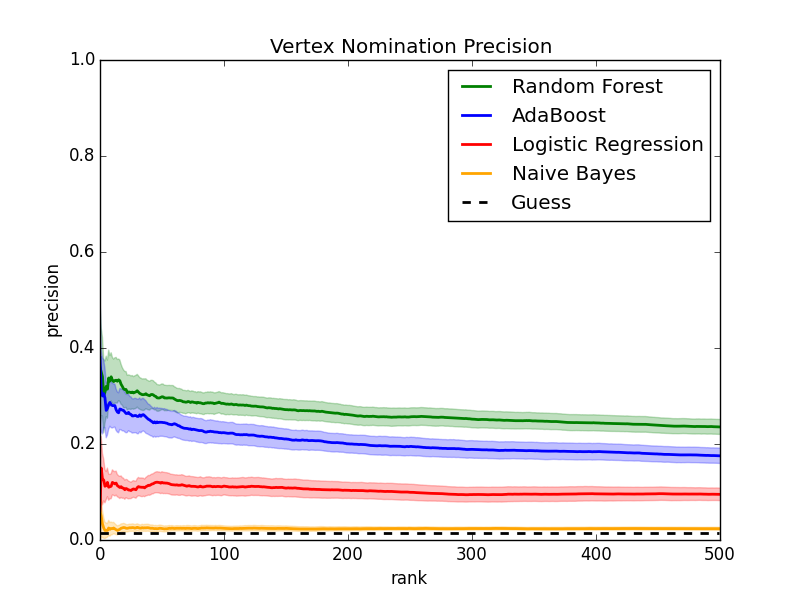 Vertex Nomination Precision
1.0
0.8
0.6
0.4
0.2
0.0
precision
Random Forest
AdaBoost
Logistic Regression
Naive Bayes
Guess
0 100 200 300 400 500
rank